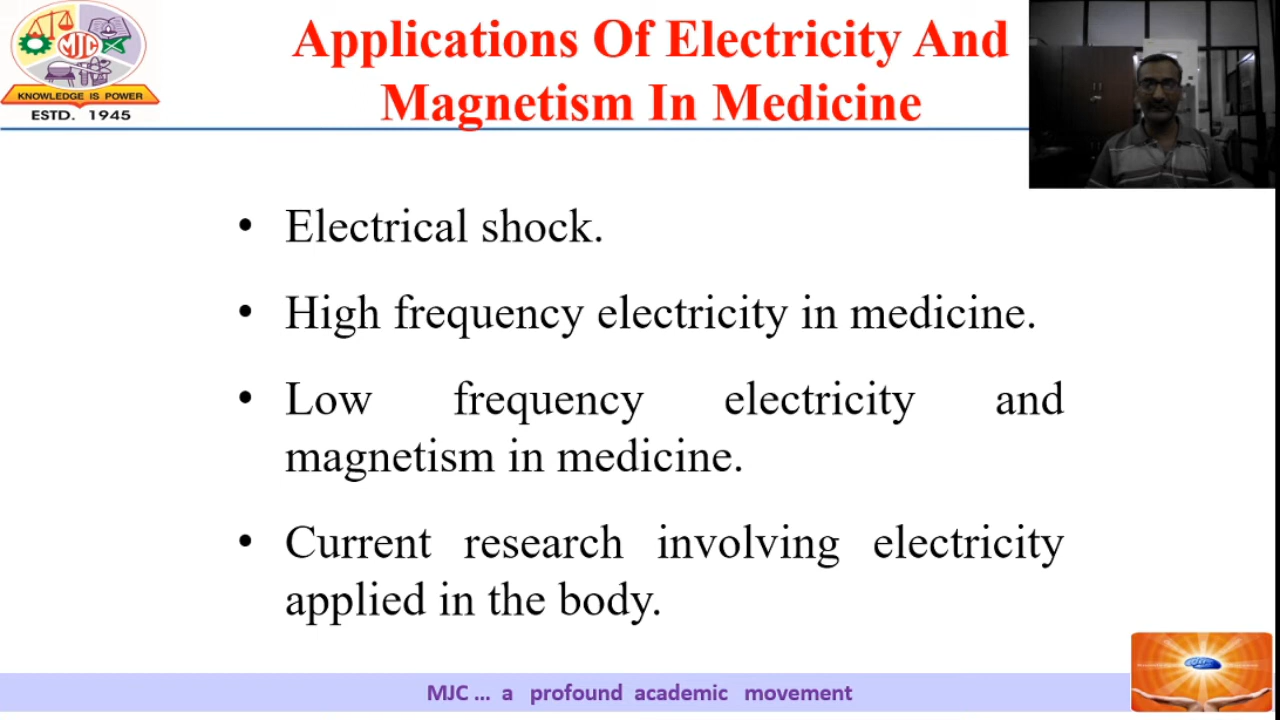 MJC
KNOWLEDGE IS POWER
ESTD. 1945
Applications Of Electricity And
Magnetism In Medicine
• Electrical shock.
• High frequency electricity in medicine.
• Low frequency electricity and
magnetism in medicine.
• Current research involving electricity
applied in the body.
MJC ... a profound academic movement